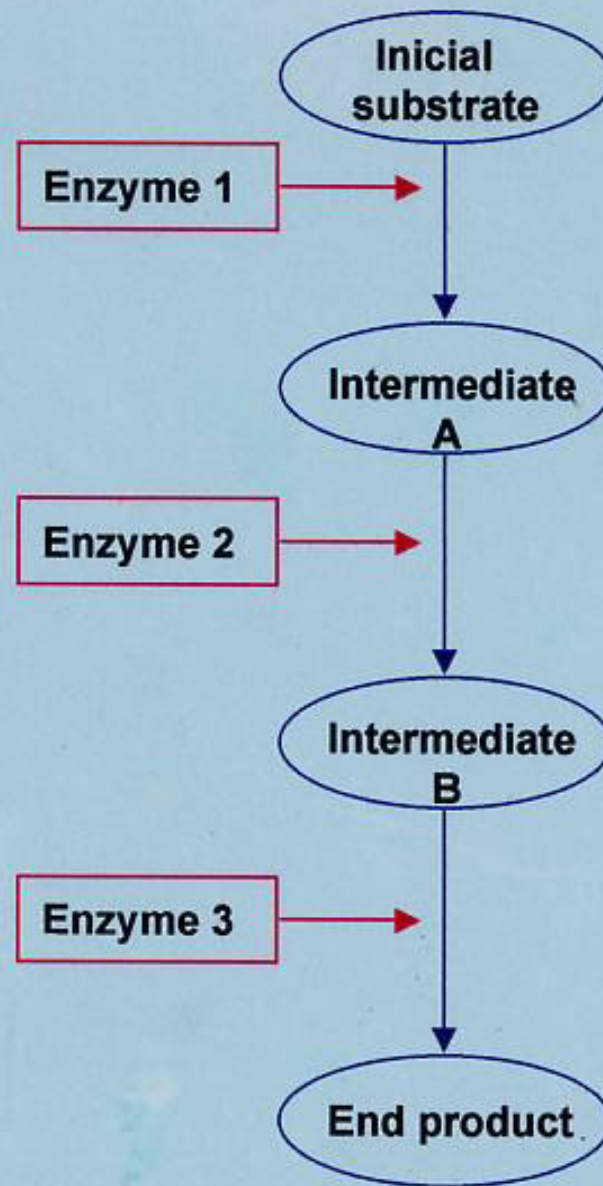 Inicial
substrate
Enzyme 1
Intermediate
A
Enzyme 2
Intermediate
B
Enzyme 3
End product